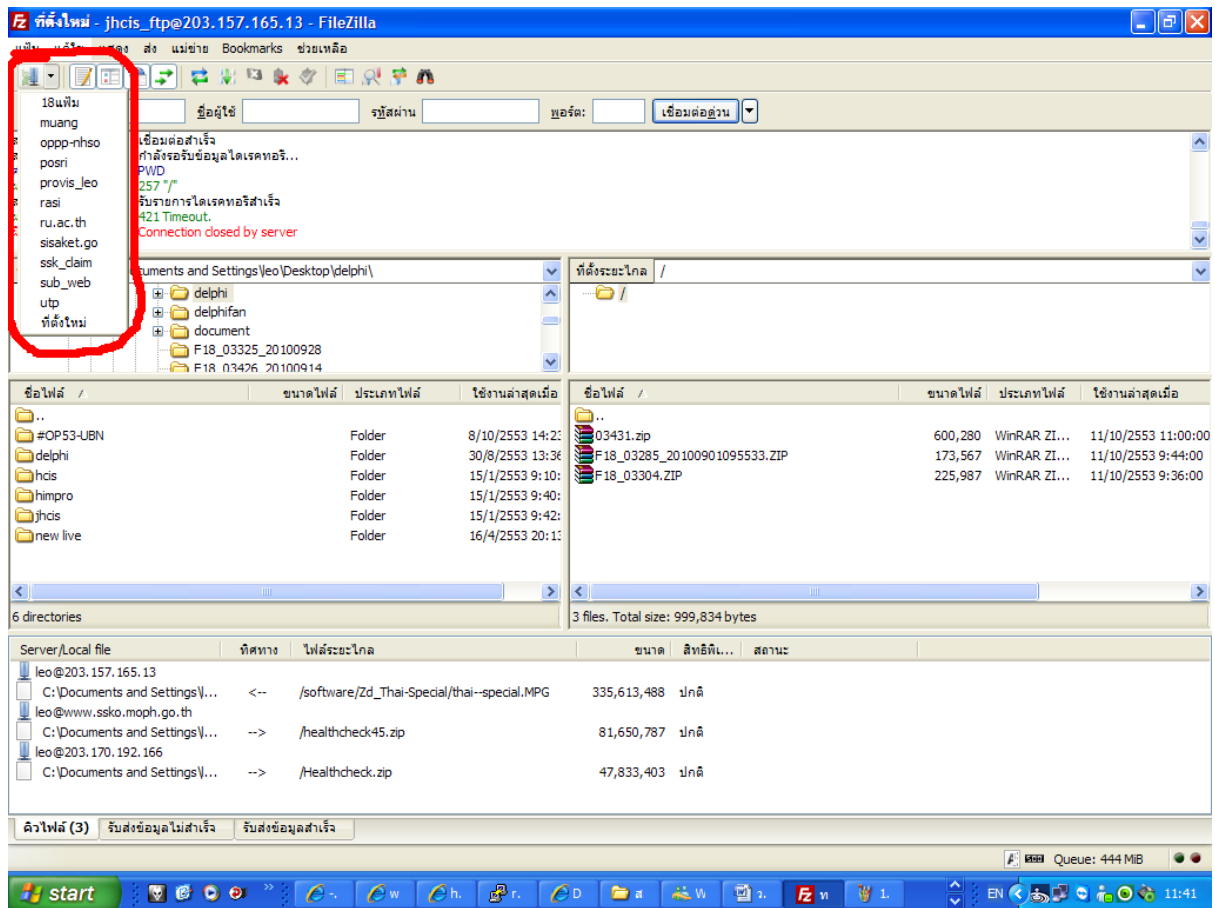 ที่ตั้งใหม่ - jhcis_ftp@203.157.165.13 - FileZilla
ส่ง แม่ข่าย Bookmarks ช่วยเหลือ
18แฟ้ม
muang
oppp-nhso
posri
provis_leo
rasi
ru.ac.th
sisaket.go
ssk_claim
sub_web
utp
ที่ตั้งใหม่
ชื่อผู้ใช้ รหัสผ่าน พอร์ต: เชื่อมต่อด่วน
เชื่อมต่อสำเร็จ
กำลังรอรับข้อมูลไดเรคทอริ...
PWD
257 "/"
รับรายการไดเรคทอริสำเร็จ
421 Timeout.
Connection closed by server
cuments and Settings\leo\Desktop\delphi\
delphi
delphifan
document
F18_03325_20100928
F18_03426_20100914
ที่ตั้งระยะไกล /
/
ชื่อไฟล์ ขนาดไฟล์ ประเภทไฟล์ ใช้งานล่าสุดเมื่อ
..
#OP53-UBN Folder 8/10/2553 14:23
delphi Folder 30/8/2553 13:36
hcis Folder 15/1/2553 9:10:
himpro Folder 15/1/2553 9:40:
jhcis Folder 15/1/2553 9:42:
new live Folder 16/4/2553 20:13
6 directories
ชื่อไฟล์ ขนาดไฟล์ ประเภทไฟล์ ใช้งานล่าสุดเมื่อ
..
03431.zip 600,280 WinRAR ZI... 11/10/2553 11:00:00
F18_03285_20100901095533.ZIP 173,567 WinRAR ZI... 11/10/2553 9:44:00
F18_03304.ZIP 225,987 WinRAR ZI... 11/10/2553 9:36:00
3 files. Total size: 999,834 bytes
Server/Local file ทิศทาง ไฟล์ระยะไกล ขนาด สิทธิพิเ... สถานะ
leo@203.157.165.13
C:\Documents and Settings\l... <-- /software/Zd_Thai-Special/thai--special.MPG 335,613,488 ปกติ
leo@www.ssko.moph.go.th
C:\Documents and Settings\l... --> /healthcheck45.zip 81,650,787 ปกติ
leo@203.170.192.166
C:\Documents and Settings\l... --> /Healthcheck.zip 47,833,403 ปกติ
คิวไฟล์ (3) รับส่งข้อมูลไม่สำเร็จ รับส่งข้อมูลสำเร็จ
Queue: 444 MiB
start - . w h. r. D ส W ว. ท 1. EN 11:41